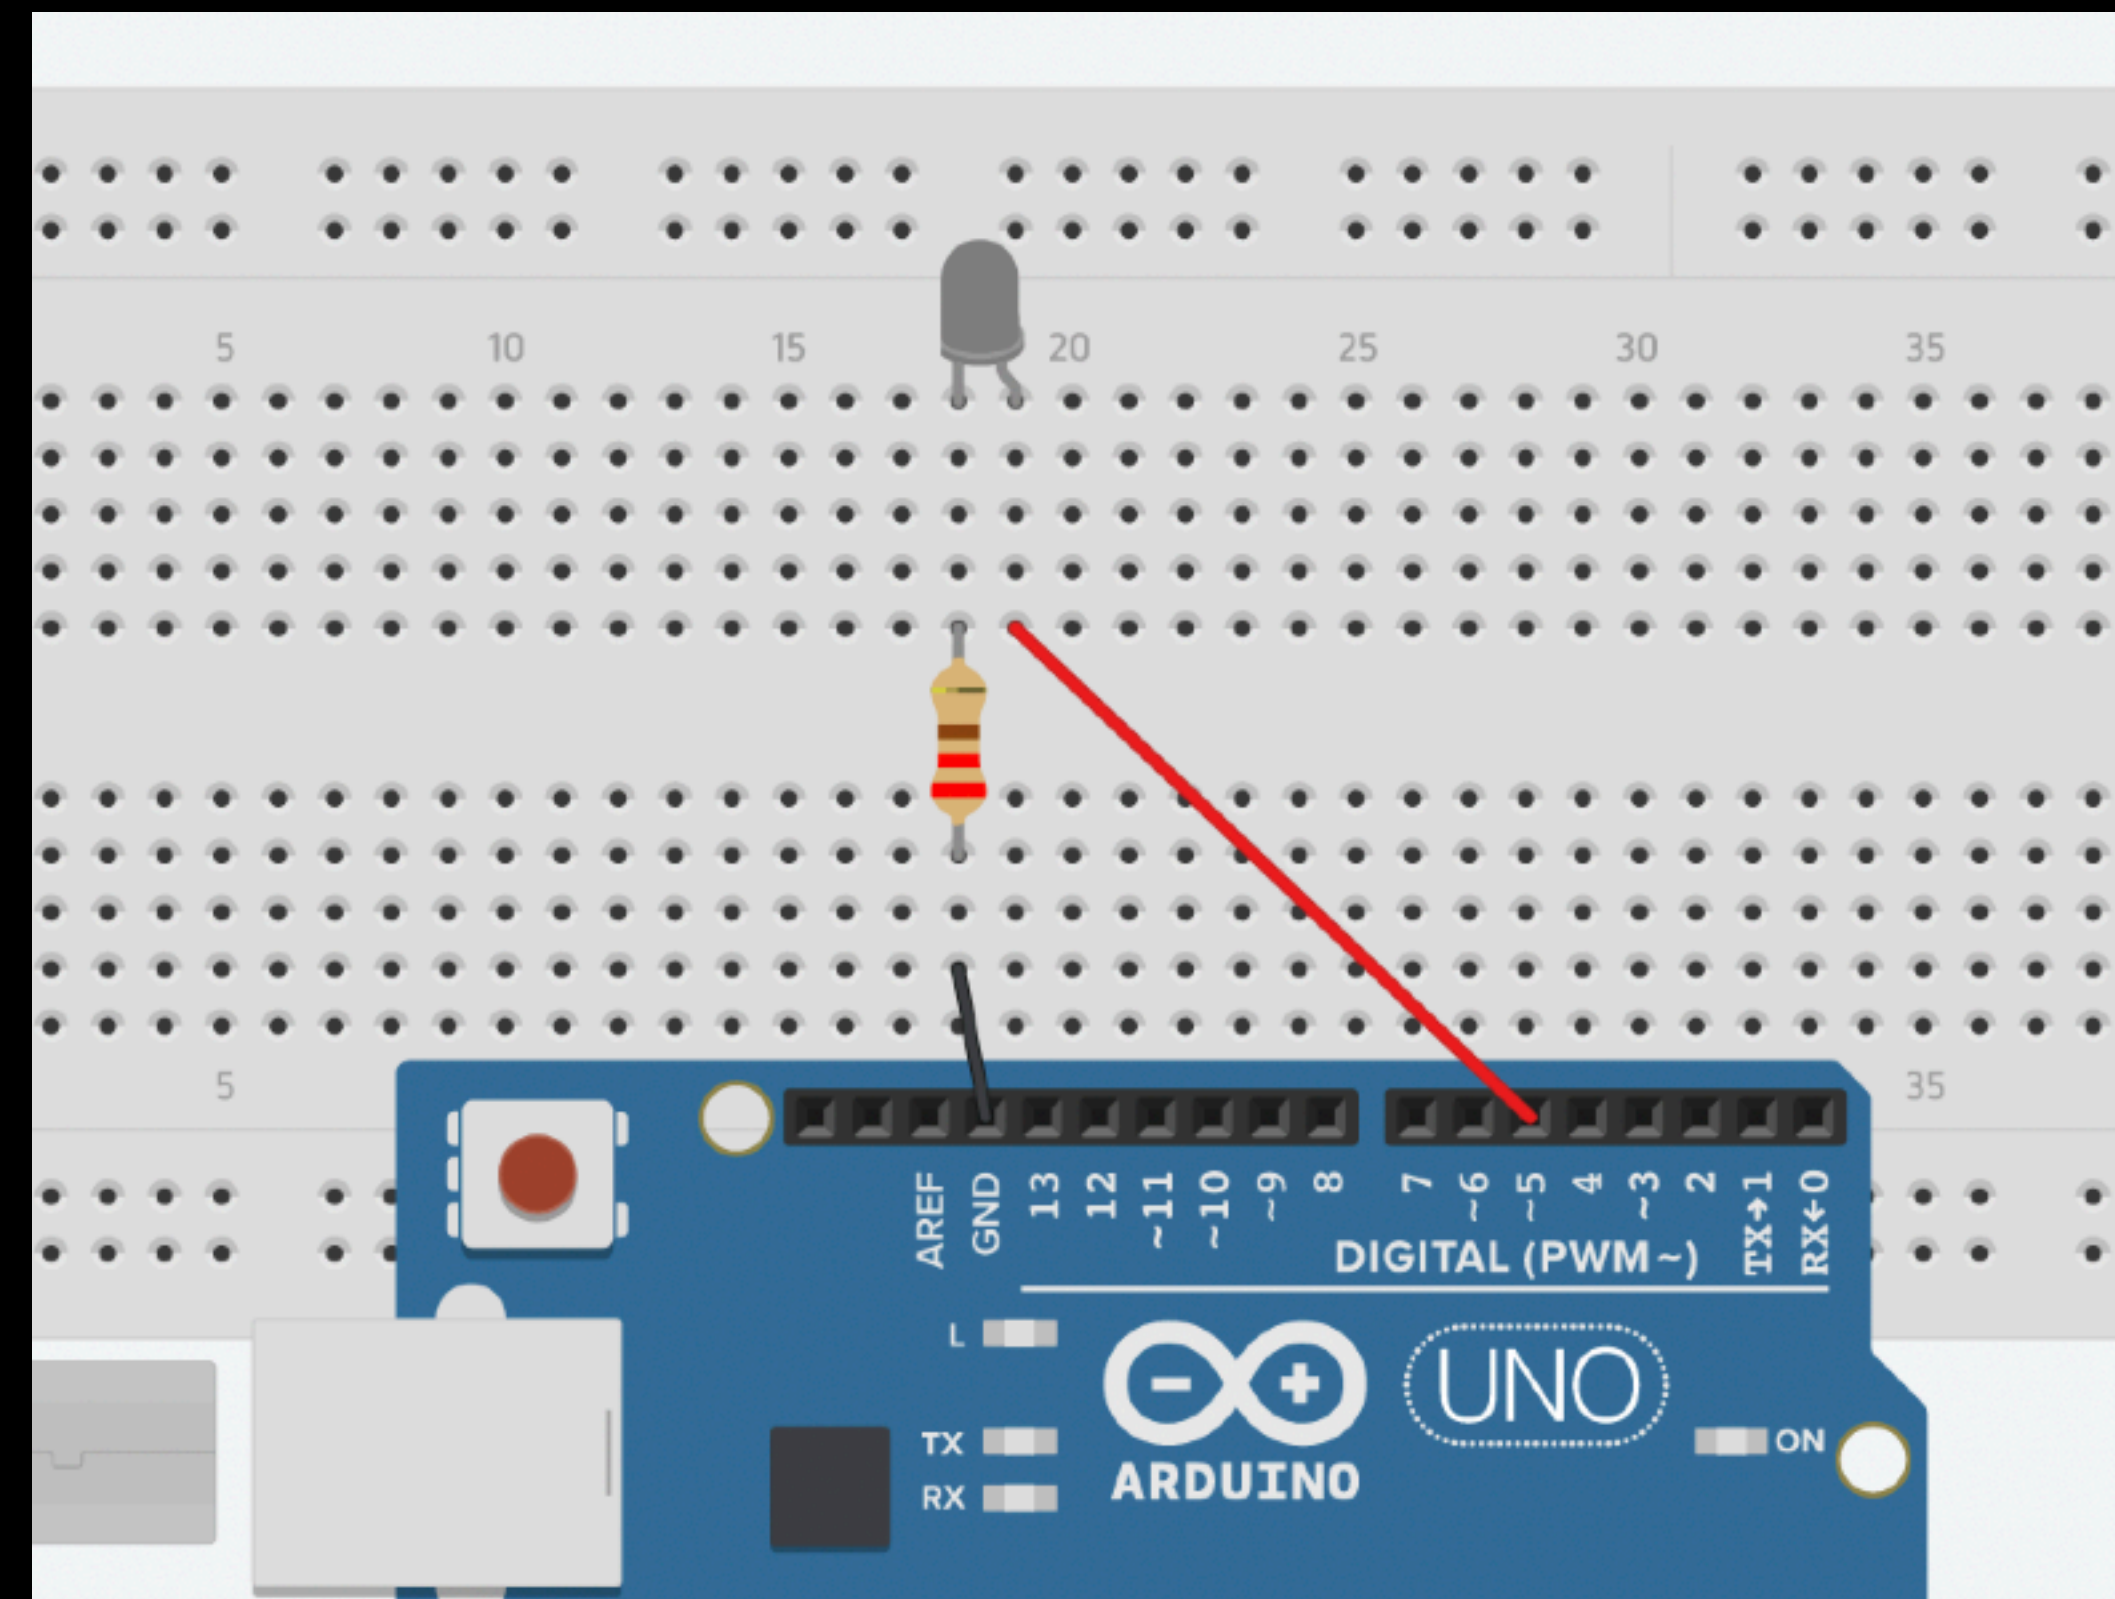 5 10 15 20 25 30 35
5 35
AREF GND 13 12 ~11 ~10 ~9 8 7 ~6 ~5 4 ~3 2 TX→1 RX←0
DIGITAL (PWM~)
L
UNO
TX
ON
RX
ARDUINO